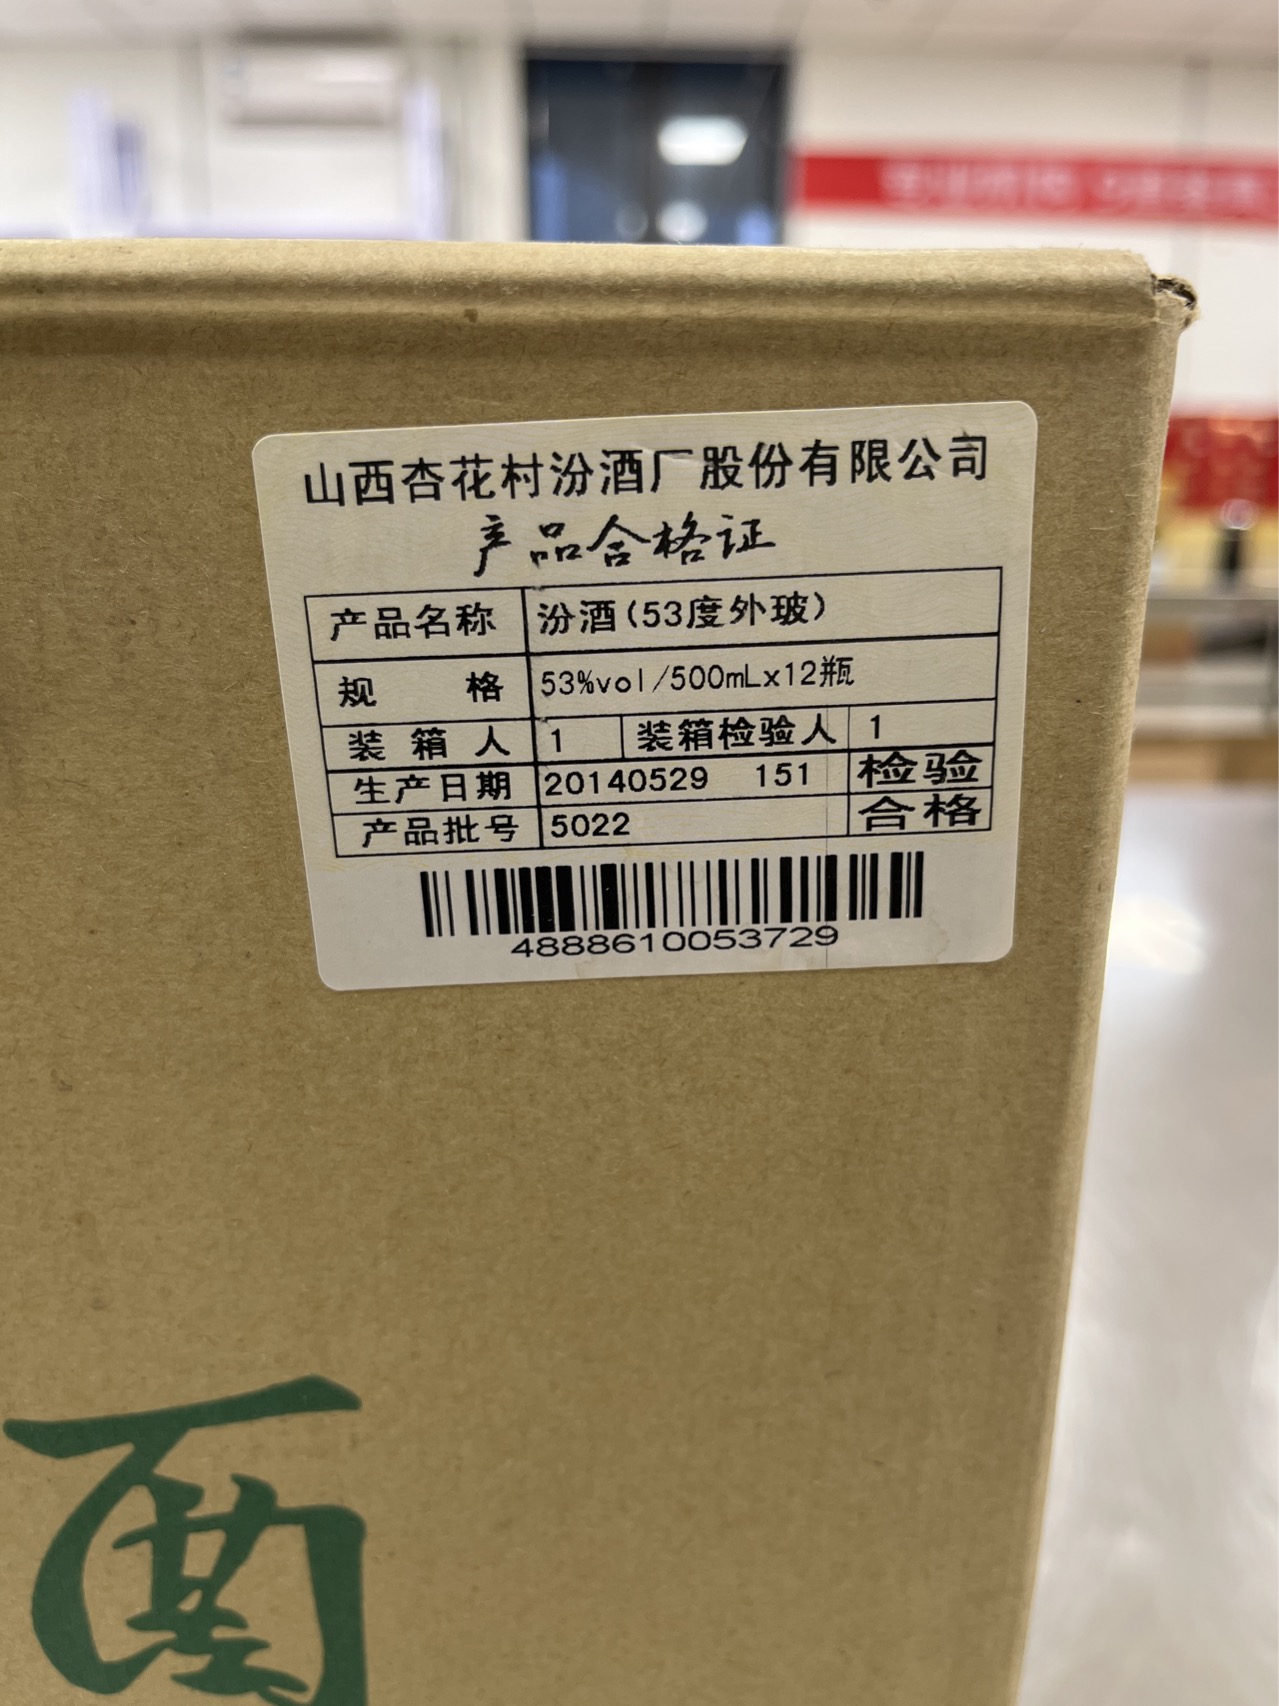 山西杏花村汾酒厂股份有限公司
产品合格证
产品名称 汾酒(53度外玻)
规 格 53%vol/500mLx12瓶
装 箱 人 1 装箱检验人 1
生产日期 20140529 151 检验
产品批号 5022 合格
4888610053729